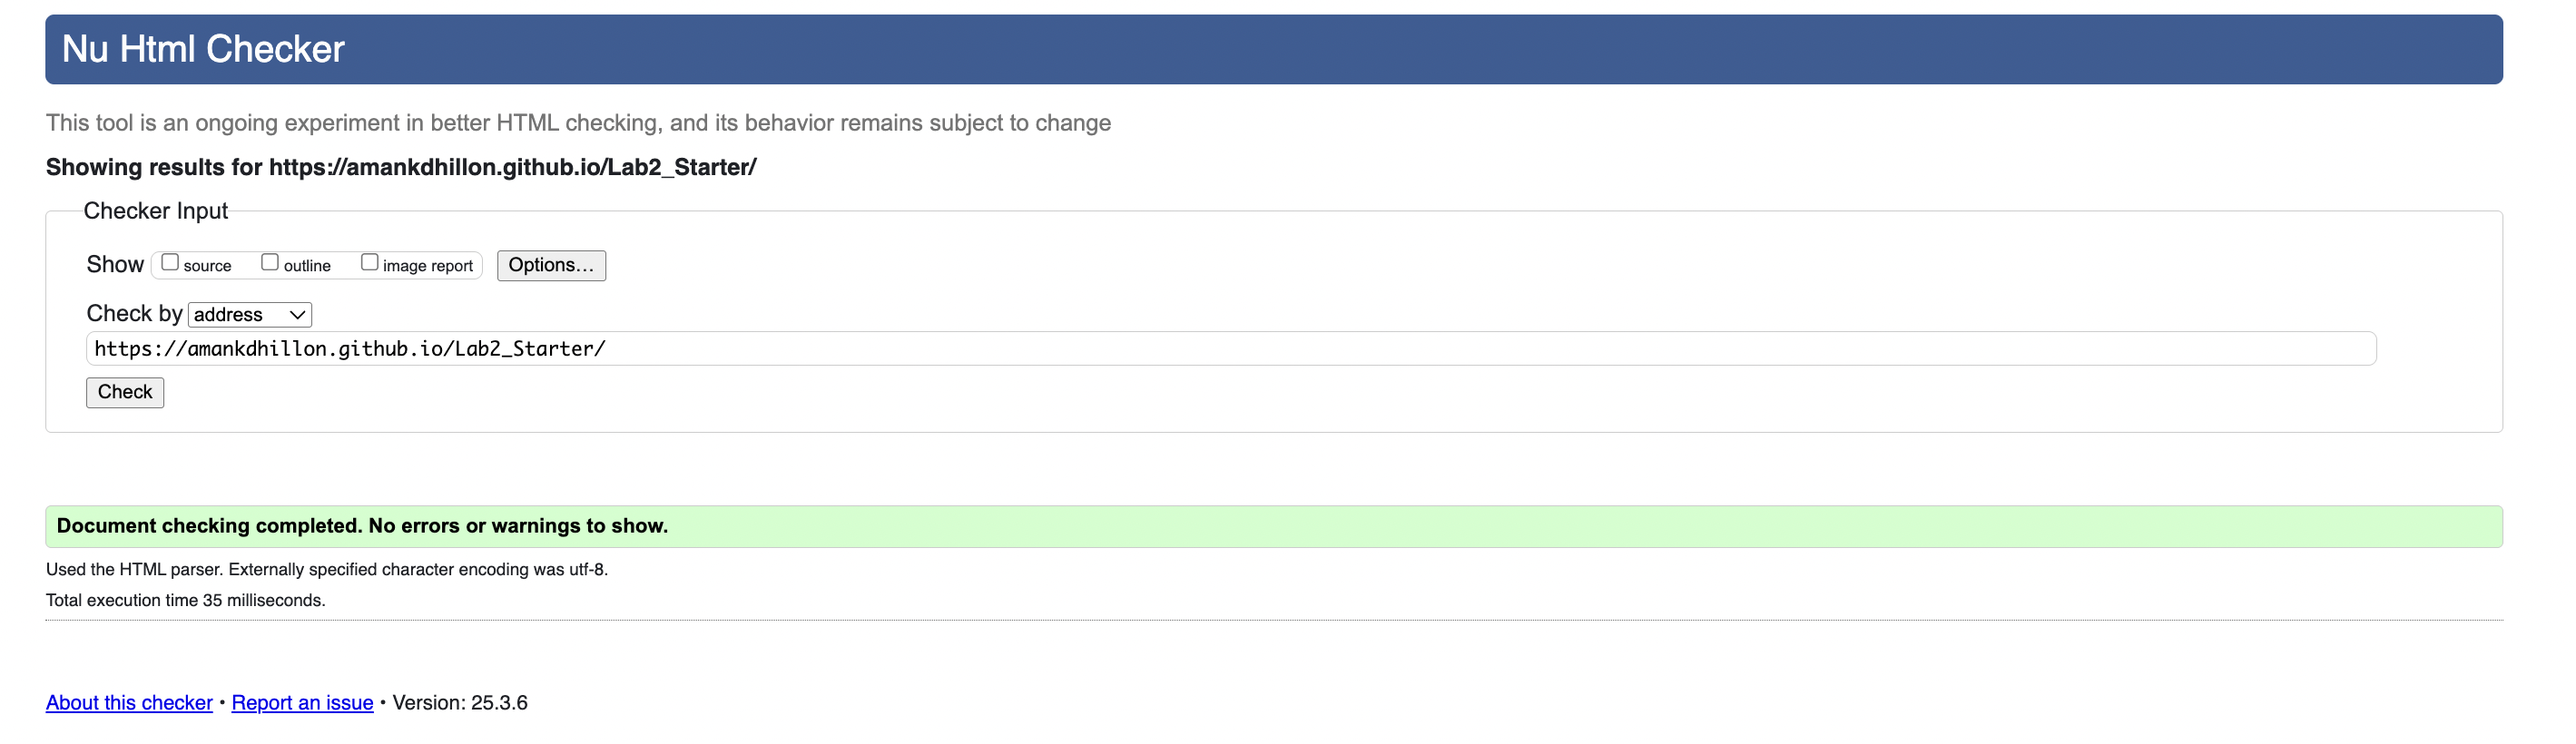 Nu Html Checker
This tool is an ongoing experiment in better HTML checking, and its behavior remains subject to change
Showing results for https://amankdhillon.github.io/Lab2_Starter/
Checker Input
Show source outline image report Options...
Check by address
https://amankdhillon.github.io/Lab2_Starter/
Check
Document checking completed. No errors or warnings to show.
Used the HTML parser. Externally specified character encoding was utf-8.
Total execution time 35 milliseconds.
About this checker • Report an issue • Version: 25.3.6